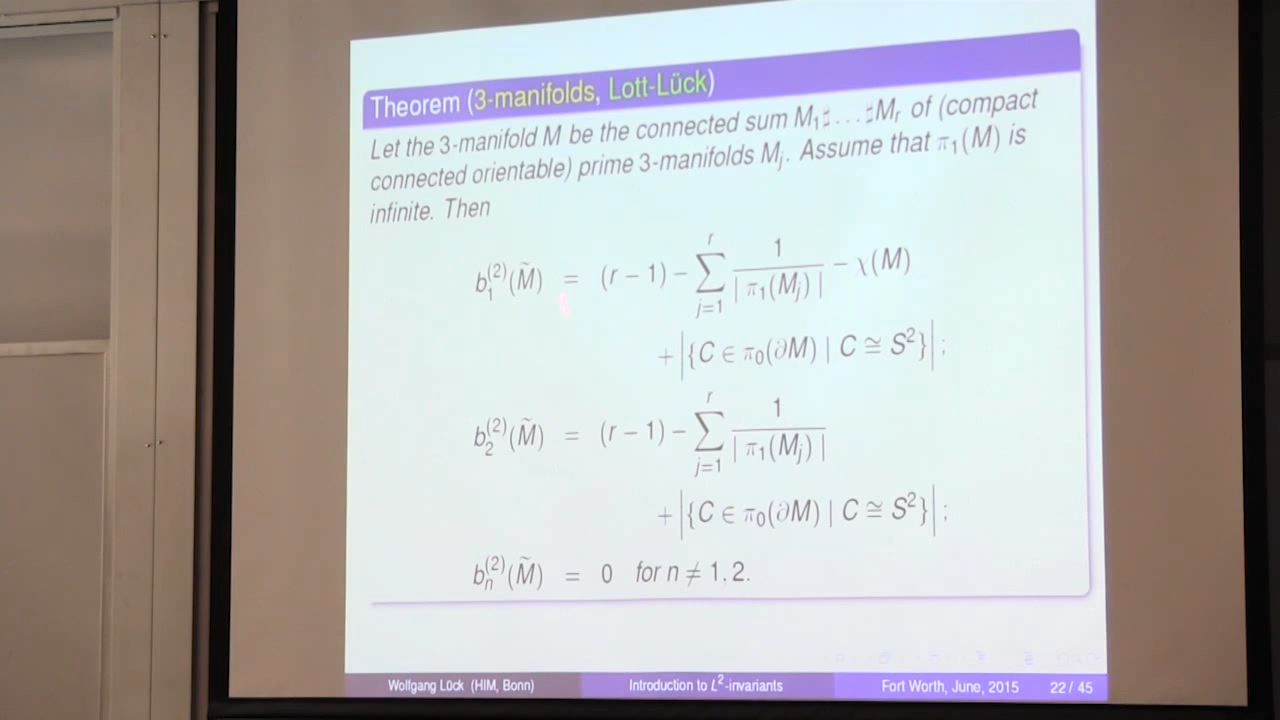 Theorem (3-manifolds, Lott-Lück)
Let the 3-manifold M be the connected sum M₁♯…♯Mᵣ of (compact
connected orientable) prime 3-manifolds Mⱼ. Assume that π₁(M) is
infinite. Then
b₁⁽²⁾(M̃) = (r − 1) − ∑ⱼ₌₁ʳ 1/|π₁(Mⱼ)| − χ(M)
+ |{C ∈ π₀(∂M) | C ≅ S²}|;
b₂⁽²⁾(M̃) = (r − 1) − ∑ⱼ₌₁ʳ 1/|π₁(Mⱼ)|
+ |{C ∈ π₀(∂M) | C ≅ S²}|;
bₙ⁽²⁾(M̃) = 0 for n ≠ 1, 2.
Wolfgang Lück (HIM, Bonn) Introduction to L²-invariants Fort Worth, June, 2015 22 / 45